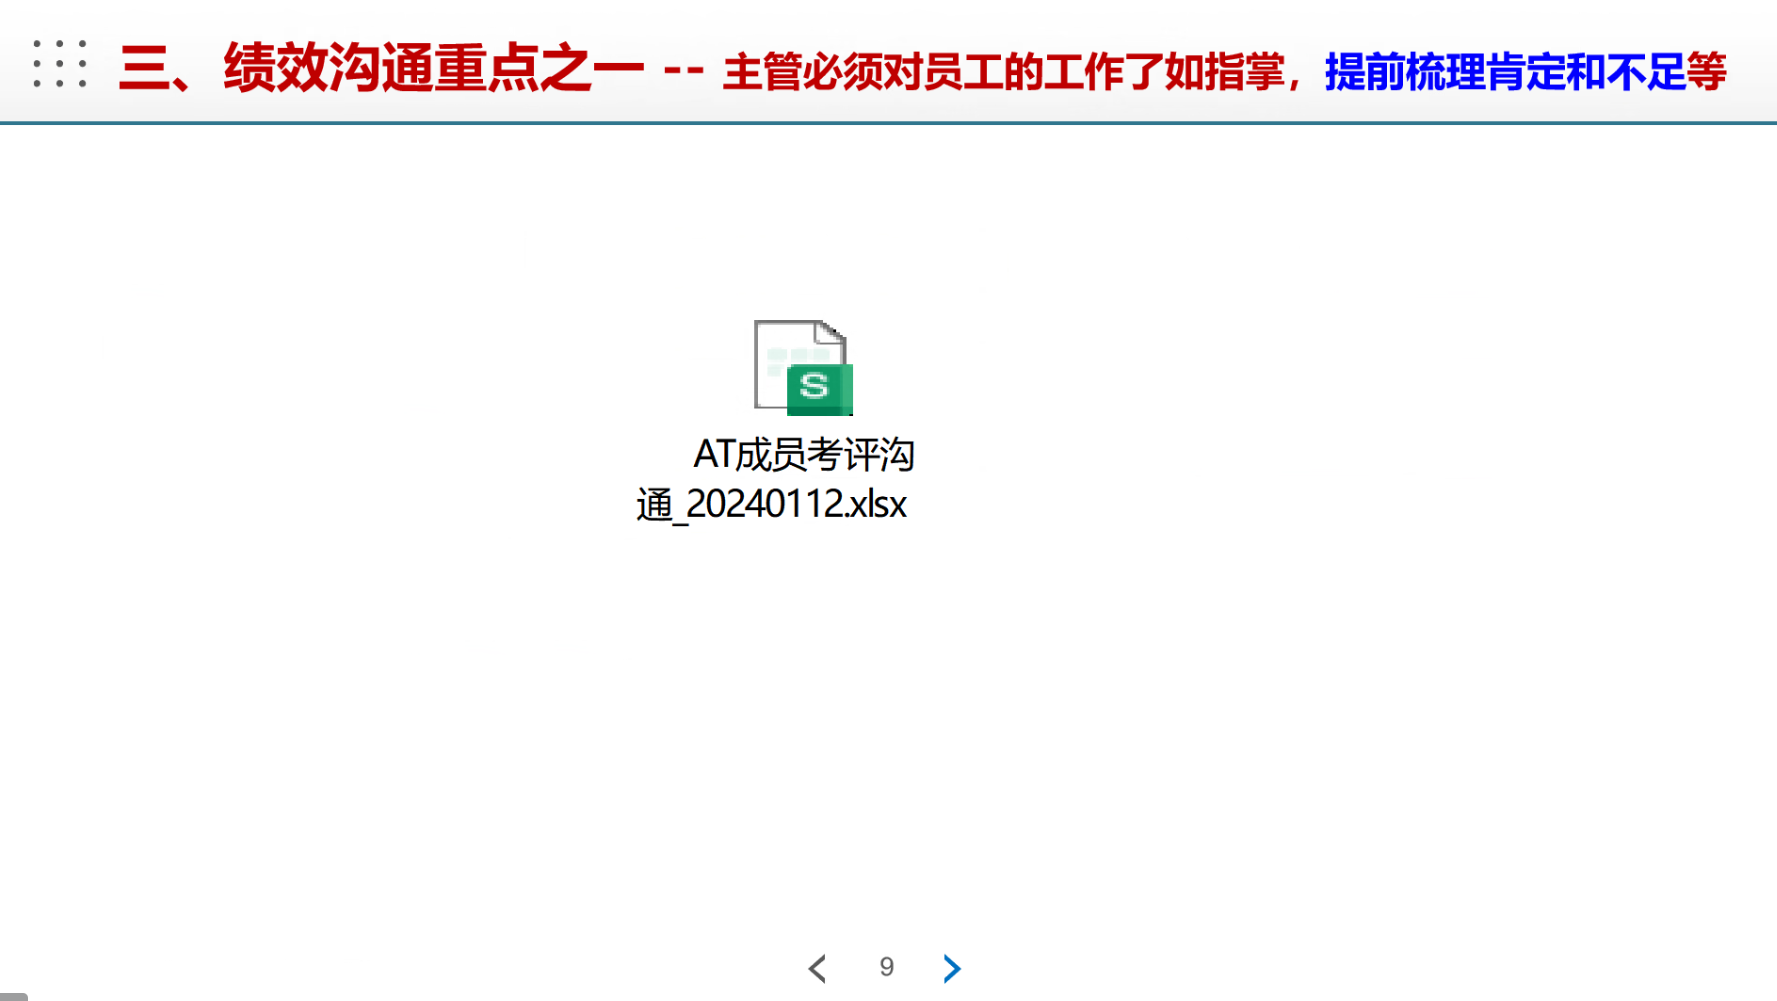 三、绩效沟通重点之一 -- 主管必须对员工的工作了如指掌，提前梳理肯定和不足等
S
AT成员考评沟
通_20240112.xlsx
9